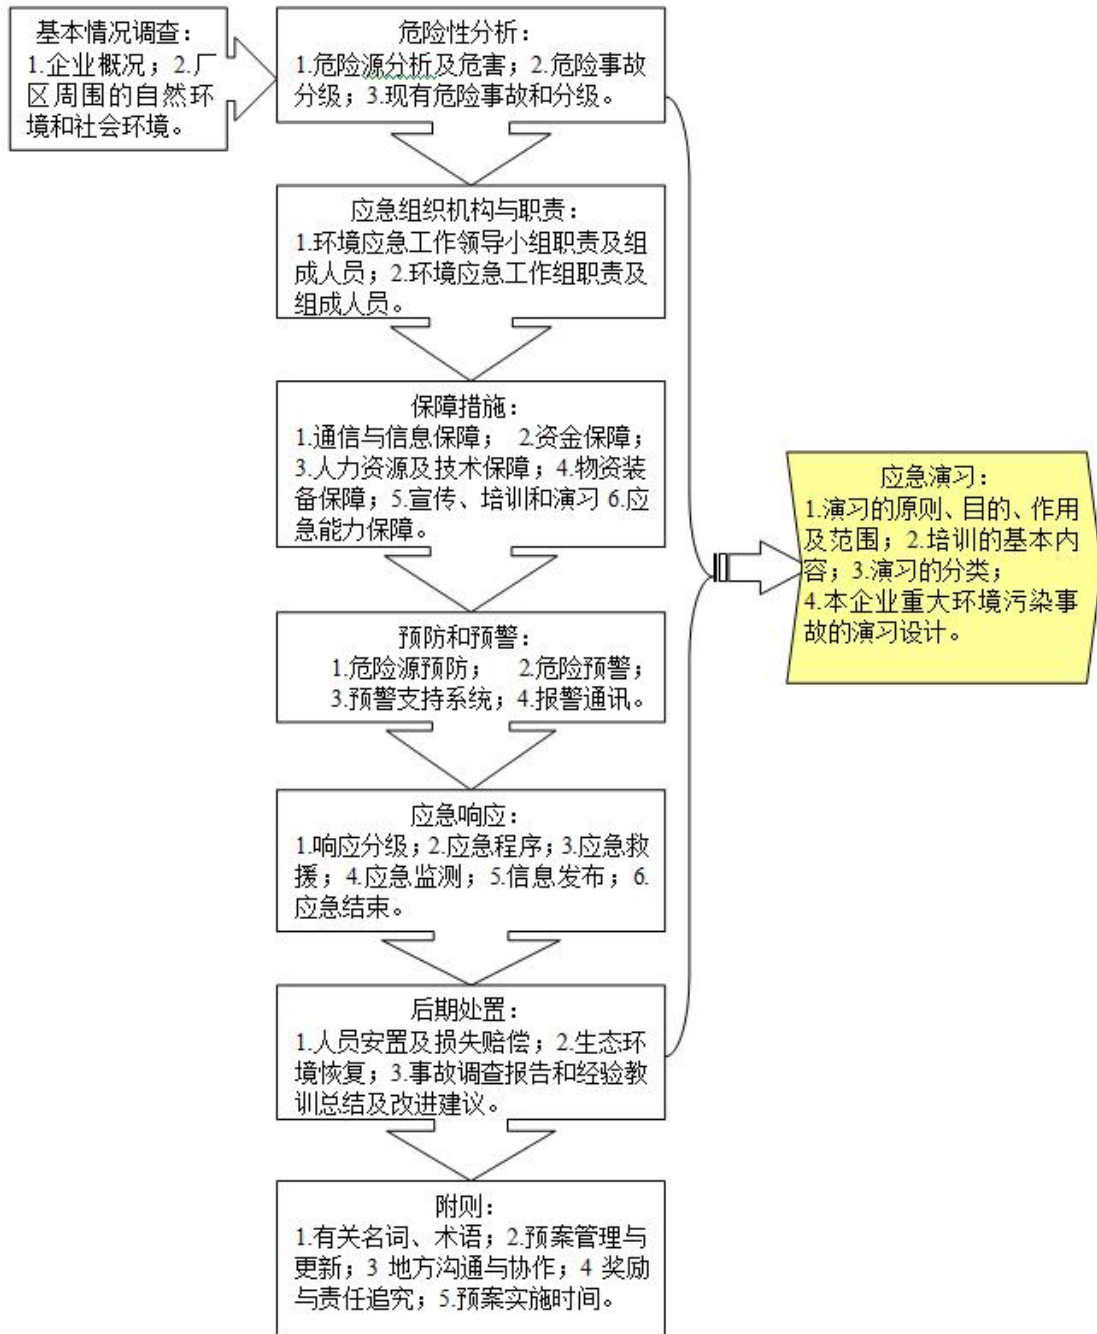 基本情况调查：
1.企业概况；2.厂
区周围的自然环
境和社会环境。
危险性分析：
1.危险源分析及危害；2.危险事故
分级；3.现有危险事故和分级。
应急组织机构与职责：
1.环境应急工作领导小组职责及组
成人员；2.环境应急工作组职责及
组成人员。
保障措施：
1.通信与信息保障； 2.资金保障；
3.人力资源及技术保障；4.物资装
备保障；5.宣传、培训和演习 6.应
急能力保障。
预防和预警：
1.危险源预防； 2.危险预警；
3.预警支持系统；4.报警通讯。
应急响应：
1.响应分级；2.应急程序；3.应急救
援；4.应急监测；5.信息发布；6.
应急结束。
后期处置：
1.人员安置及损失赔偿；2.生态环
境恢复；3.事故调查报告和经验教
训总结及改进建议。
附则：
1.有关名词、术语；2.预案管理与
更新；3 地方沟通与协作；4 奖励
与责任追究；5.预案实施时间。
应急演习：
1.演习的原则、目的、作用
及范围；2.培训的基本内
容；3.演习的分类；
4.本企业重大环境污染事
故的演习设计。